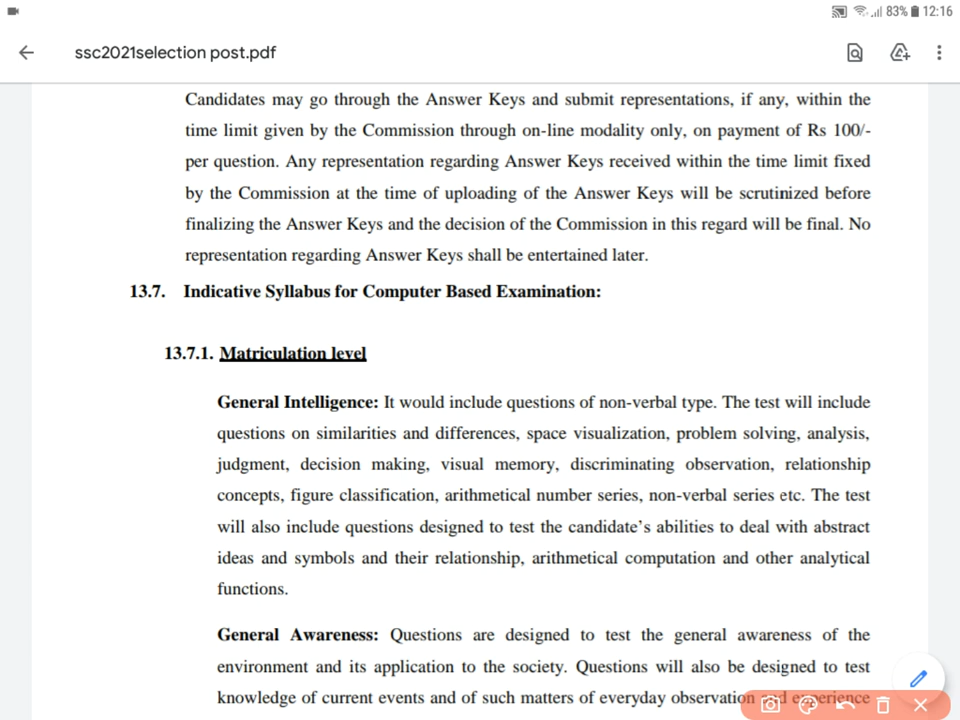 83% 12:16
ssc2021selection post.pdf
Candidates may go through the Answer Keys and submit representations, if any, within the
time limit given by the Commission through on-line modality only, on payment of Rs 100/-
per question. Any representation regarding Answer Keys received within the time limit fixed
by the Commission at the time of uploading of the Answer Keys will be scrutinized before
finalizing the Answer Keys and the decision of the Commission in this regard will be final. No
representation regarding Answer Keys shall be entertained later.
13.7. Indicative Syllabus for Computer Based Examination:
13.7.1. Matriculation level
General Intelligence: It would include questions of non-verbal type. The test will include
questions on similarities and differences, space visualization, problem solving, analysis,
judgment, decision making, visual memory, discriminating observation, relationship
concepts, figure classification, arithmetical number series, non-verbal series etc. The test
will also include questions designed to test the candidate's abilities to deal with abstract
ideas and symbols and their relationship, arithmetical computation and other analytical
functions.
General Awareness: Questions are designed to test the general awareness of the
environment and its application to the society. Questions will also be designed to test
knowledge of current events and of such matters of everyday observation and experience